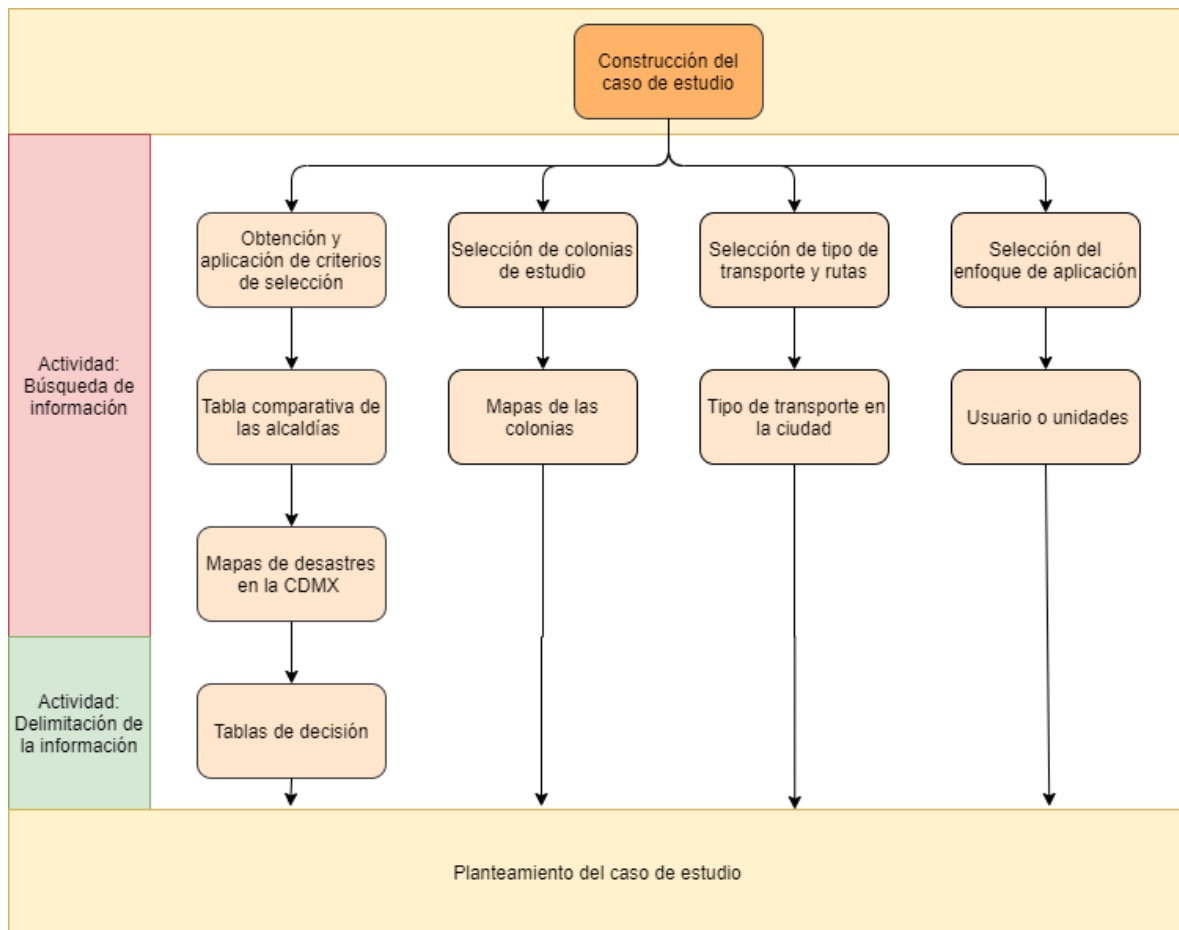 Construcción del
caso de estudio
Obtención y
aplicación de criterios
de selección
Selección de colonias
de estudio
Selección de tipo de
transporte y rutas
Selección del
enfoque de aplicación
Actividad:
Búsqueda de
información
Tabla comparativa de
las alcaldías
Mapas de las
colonias
Tipo de transporte en
la ciudad
Usuario o unidades
Mapas de desastres
en la CDMX
Actividad:
Delimitación de
la información
Tablas de decisión
Planteamiento del caso de estudio